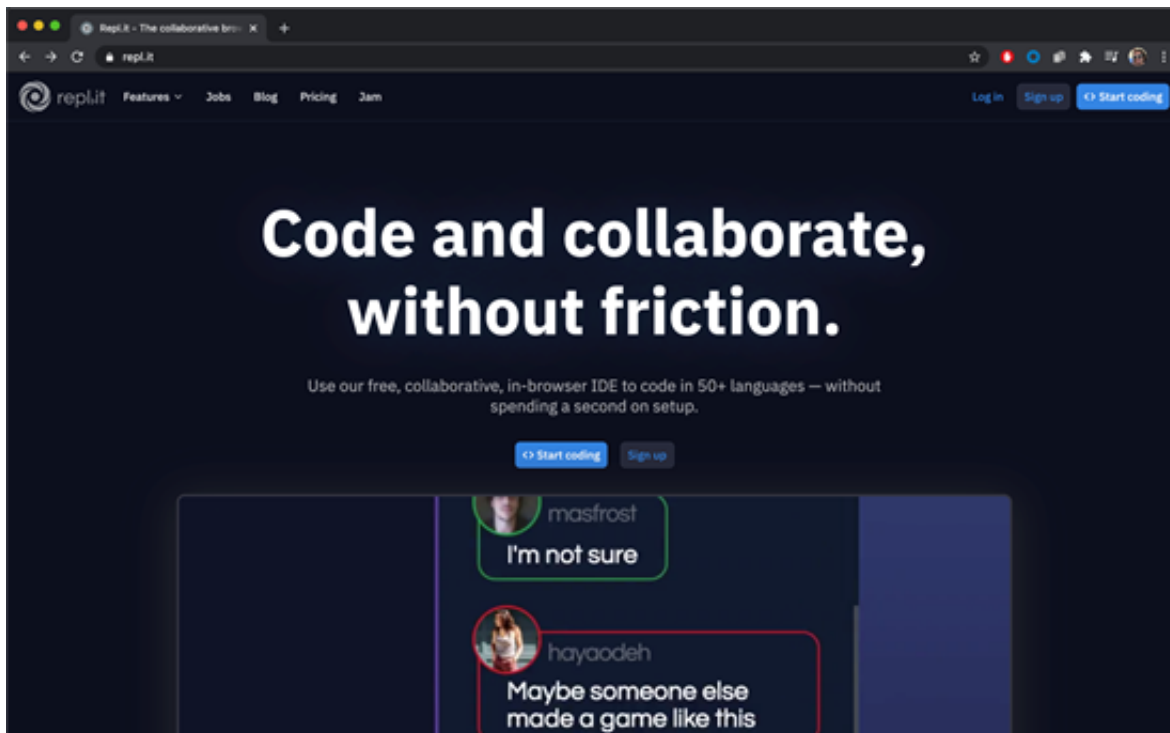 Repl.it - The collaborative bro
repl.it
repl.it Features Jobs Blog Pricing Jam Log in Sign up <> Start coding
Code and collaborate,
without friction.
Use our free, collaborative, in-browser IDE to code in 50+ languages — without
spending a second on setup.
<> Start coding Sign up
masfrost
I'm not sure
hayaodeh
Maybe someone else
made a game like this